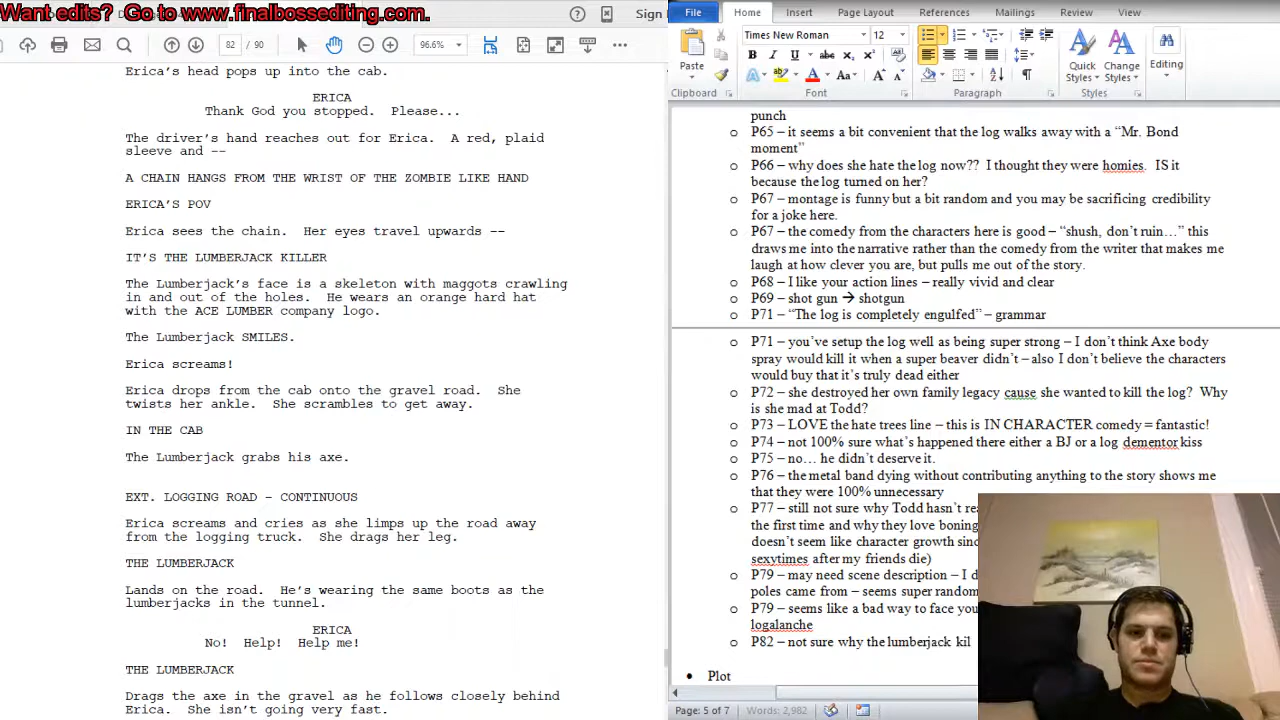 Want edits?  Go to www.finalbossediting.com.
Sign
82
96.6%
Erica's head pops up into the cab.
ERICA
Thank God you stopped.  Please...
The driver's hand reaches out for Erica.  A red, plaid
sleeve and --
A CHAIN HANGS FROM THE WRIST OF THE ZOMBIE LIKE HAND
ERICA'S POV
Erica sees the chain.  Her eyes travel upwards --
IT'S THE LUMBERJACK KILLER
The Lumberjack's face is a skeleton with maggots crawling
in and out of the holes.  He wears an orange hard hat
with the ACE LUMBER company logo.
The Lumberjack SMILES.
Erica screams!
Erica drops from the cab onto the gravel road.  She
twists her ankle.  She scrambles to get away.
IN THE CAB
The Lumberjack grabs his axe.
EXT. LOGGING ROAD - CONTINUOUS
Erica screams and cries as she limps up the road away
from the logging truck.  She drags her leg.
THE LUMBERJACK
Lands on the road.  He's wearing the same boots as the
lumberjacks in the tunnel.
ERICA
No!  Help!  Help me!
THE LUMBERJACK
Drags the axe in the gravel as he follows closely behind
Erica.  She isn't going very fast.
File Home Insert Page Layout References Mailings Review View
Times New Roman 12
Paste
Quick Styles
Change Styles
Editing
Clipboard Font Paragraph Styles
punch
o P65 – it seems a bit convenient that the log walks away with a "Mr. Bond
moment"
o P66 – why does she hate the log now??  I thought they were homies.  IS it
because the log turned on her?
o P67 – montage is funny but a bit random and you may be sacrificing credibility
for a joke here.
o P67 – the comedy from the characters here is good – "shush, don't ruin…" this
draws me into the narrative rather than the comedy from the writer that makes me
laugh at how clever you are, but pulls me out of the story.
o P68 – I like your action lines – really vivid and clear
o P69 – shot gun → shotgun
o P71 – "The log is completely engulfed" – grammar
o P71 – you've setup the log well as being super strong – I don't think Axe body
spray would kill it when a super beaver didn't – also I don't believe the characters
would buy that it's truly dead either
o P72 – she destroyed her own family legacy cause she wanted to kill the log?  Why
is she mad at Todd?
o P73 – LOVE the hate trees line – this is IN CHARACTER comedy = fantastic!
o P74 – not 100% sure what's happened there either a BJ or a log dementor kiss
o P75 – no… he didn't deserve it.
o P76 – the metal band dying without contributing anything to the story shows me
that they were 100% unnecessary
o P77 – still not sure why Todd hasn't rea
the first time and why they love boning
doesn't seem like character growth sinc
sexytimes after my friends die)
o P79 – may need scene description – I d
poles came from – seems super random
o P79 – seems like a bad way to face you
logalanche
o P82 – not sure why the lumberjack kil
• Plot
Page: 5 of 7 Words: 2,982